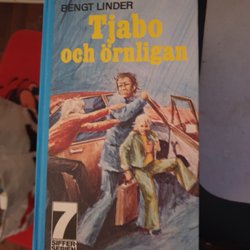 BENGT LINDER
Tjabo
och örnligan
7
SIFFER-
SERIEN